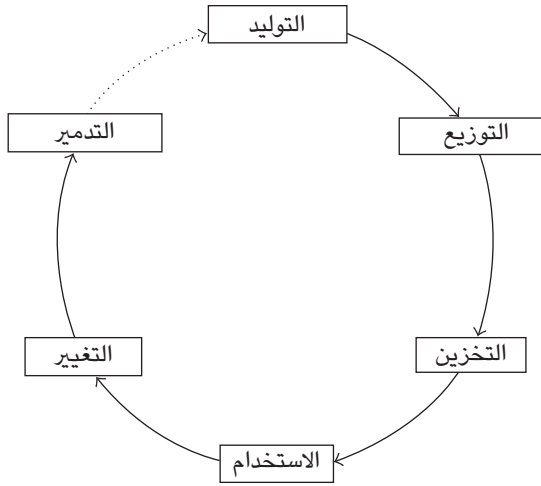 التوليد
التوزيع
التخزين
الاستخدام
التغيير
التدمير